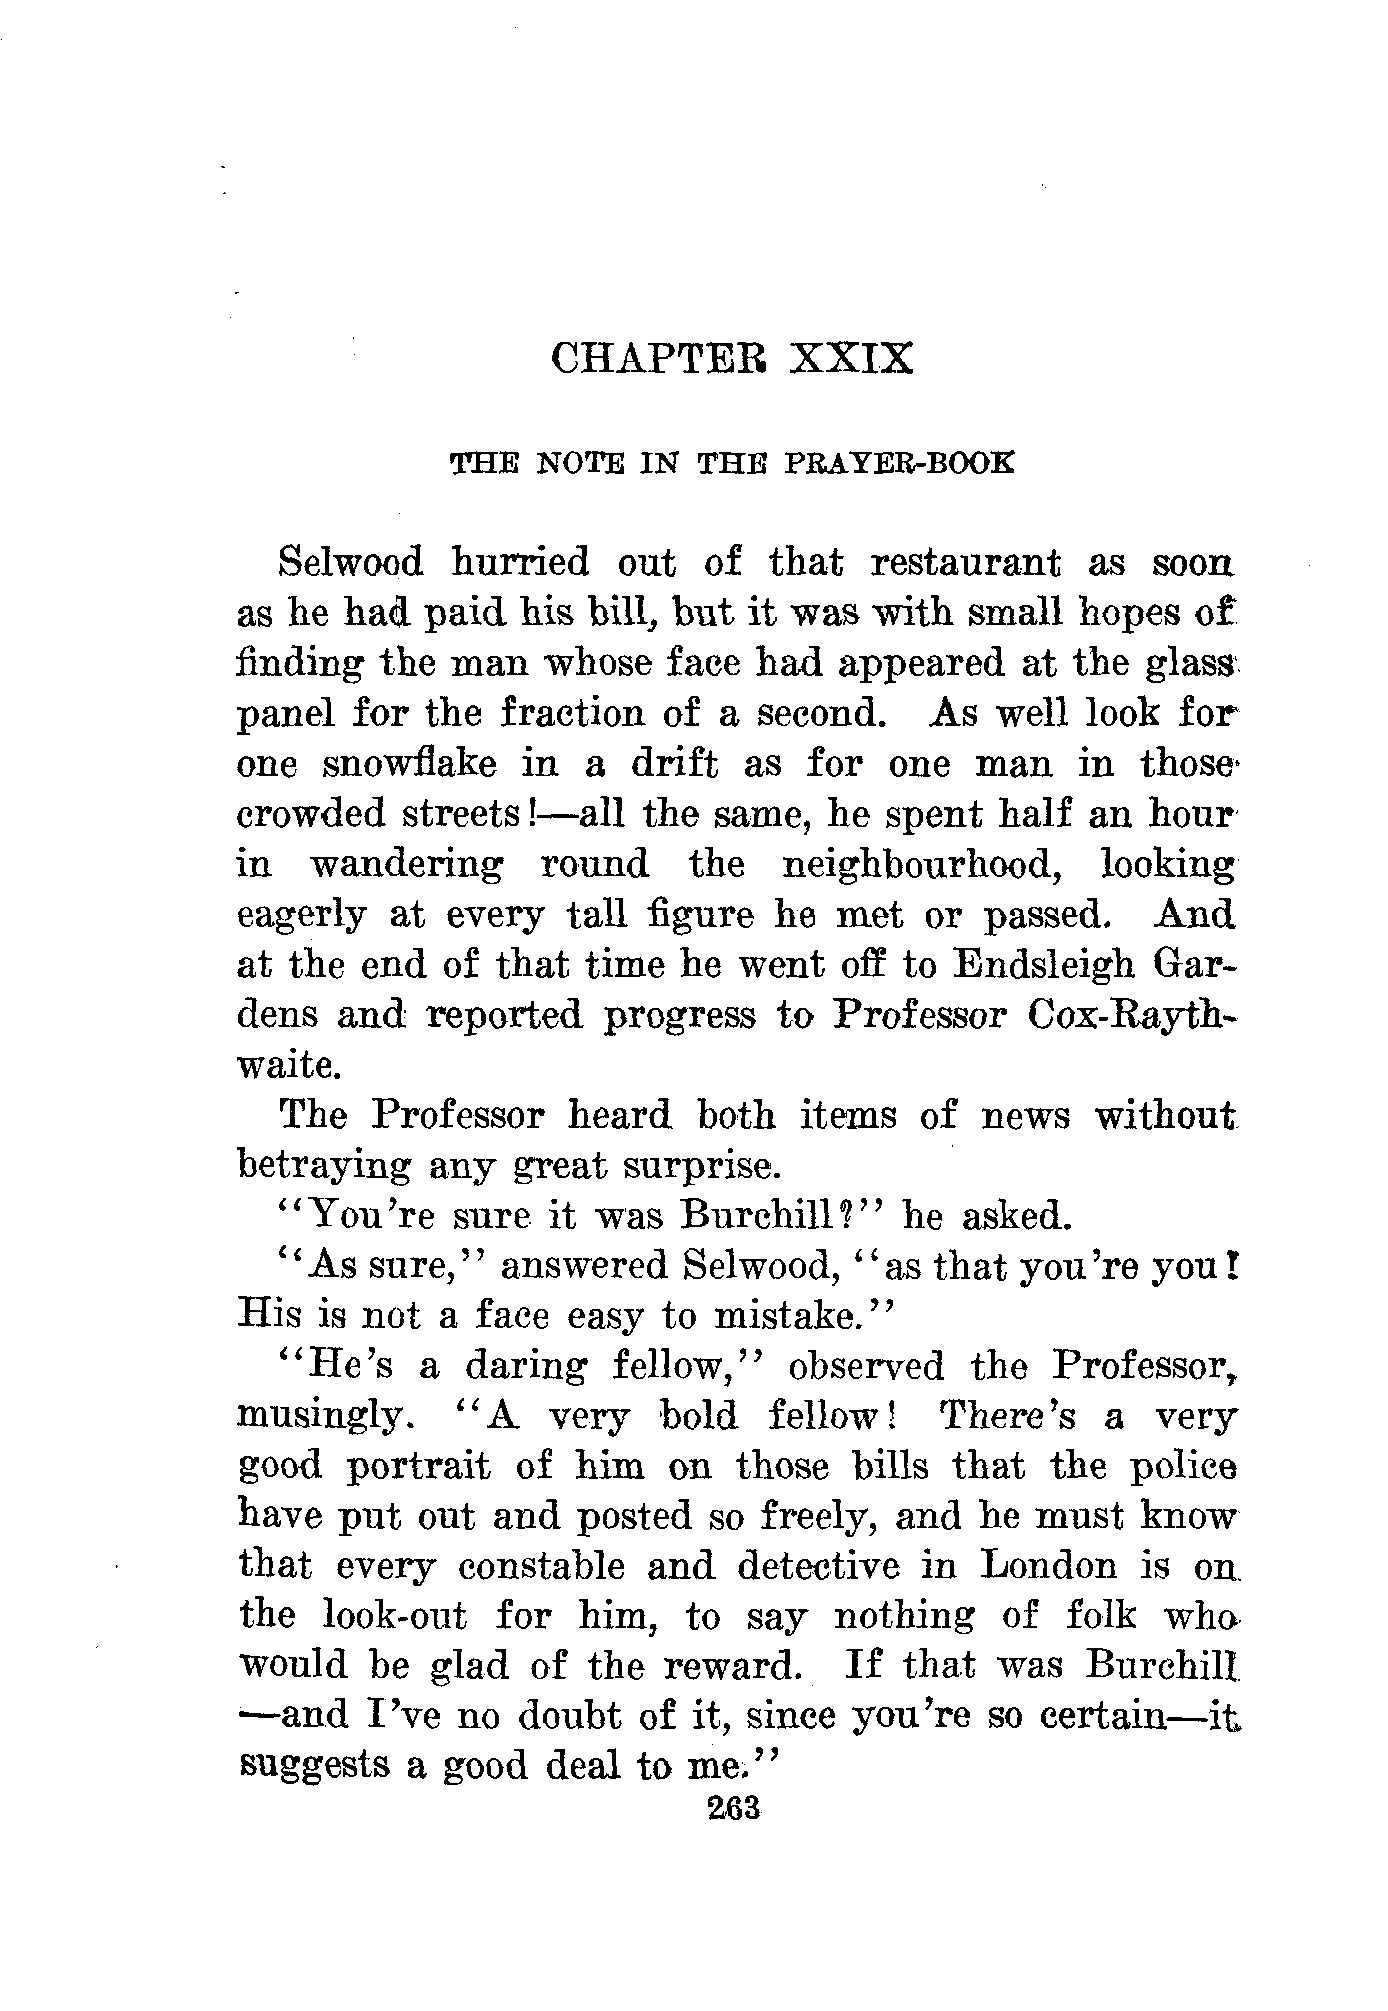 CHAPTER XXIX
THE NOTE IN THE PRAYER-BOOK
Selwood hurried out of that restaurant as soon
as he had paid his bill, but it was with small hopes of
finding the man whose face had appeared at the glass
panel for the fraction of a second. As well look for
one snowflake in a drift as for one man in those
crowded streets!—all the same, he spent half an hour
in wandering round the neighbourhood, looking
eagerly at every tall figure he met or passed. And
at the end of that time he went off to Endsleigh Gar-
dens and reported progress to Professor Cox-Rayth-
waite.
The Professor heard both items of news without
betraying any great surprise.
"You're sure it was Burchill?" he asked.
"As sure," answered Selwood, "as that you're you!
His is not a face easy to mistake."
"He's a daring fellow," observed the Professor,
musingly. "A very bold fellow! There's a very
good portrait of him on those bills that the police
have put out and posted so freely, and he must know
that every constable and detective in London is on
the look-out for him, to say nothing of folk who
would be glad of the reward. If that was Burchill
—and I've no doubt of it, since you're so certain—it
suggests a good deal to me."
263